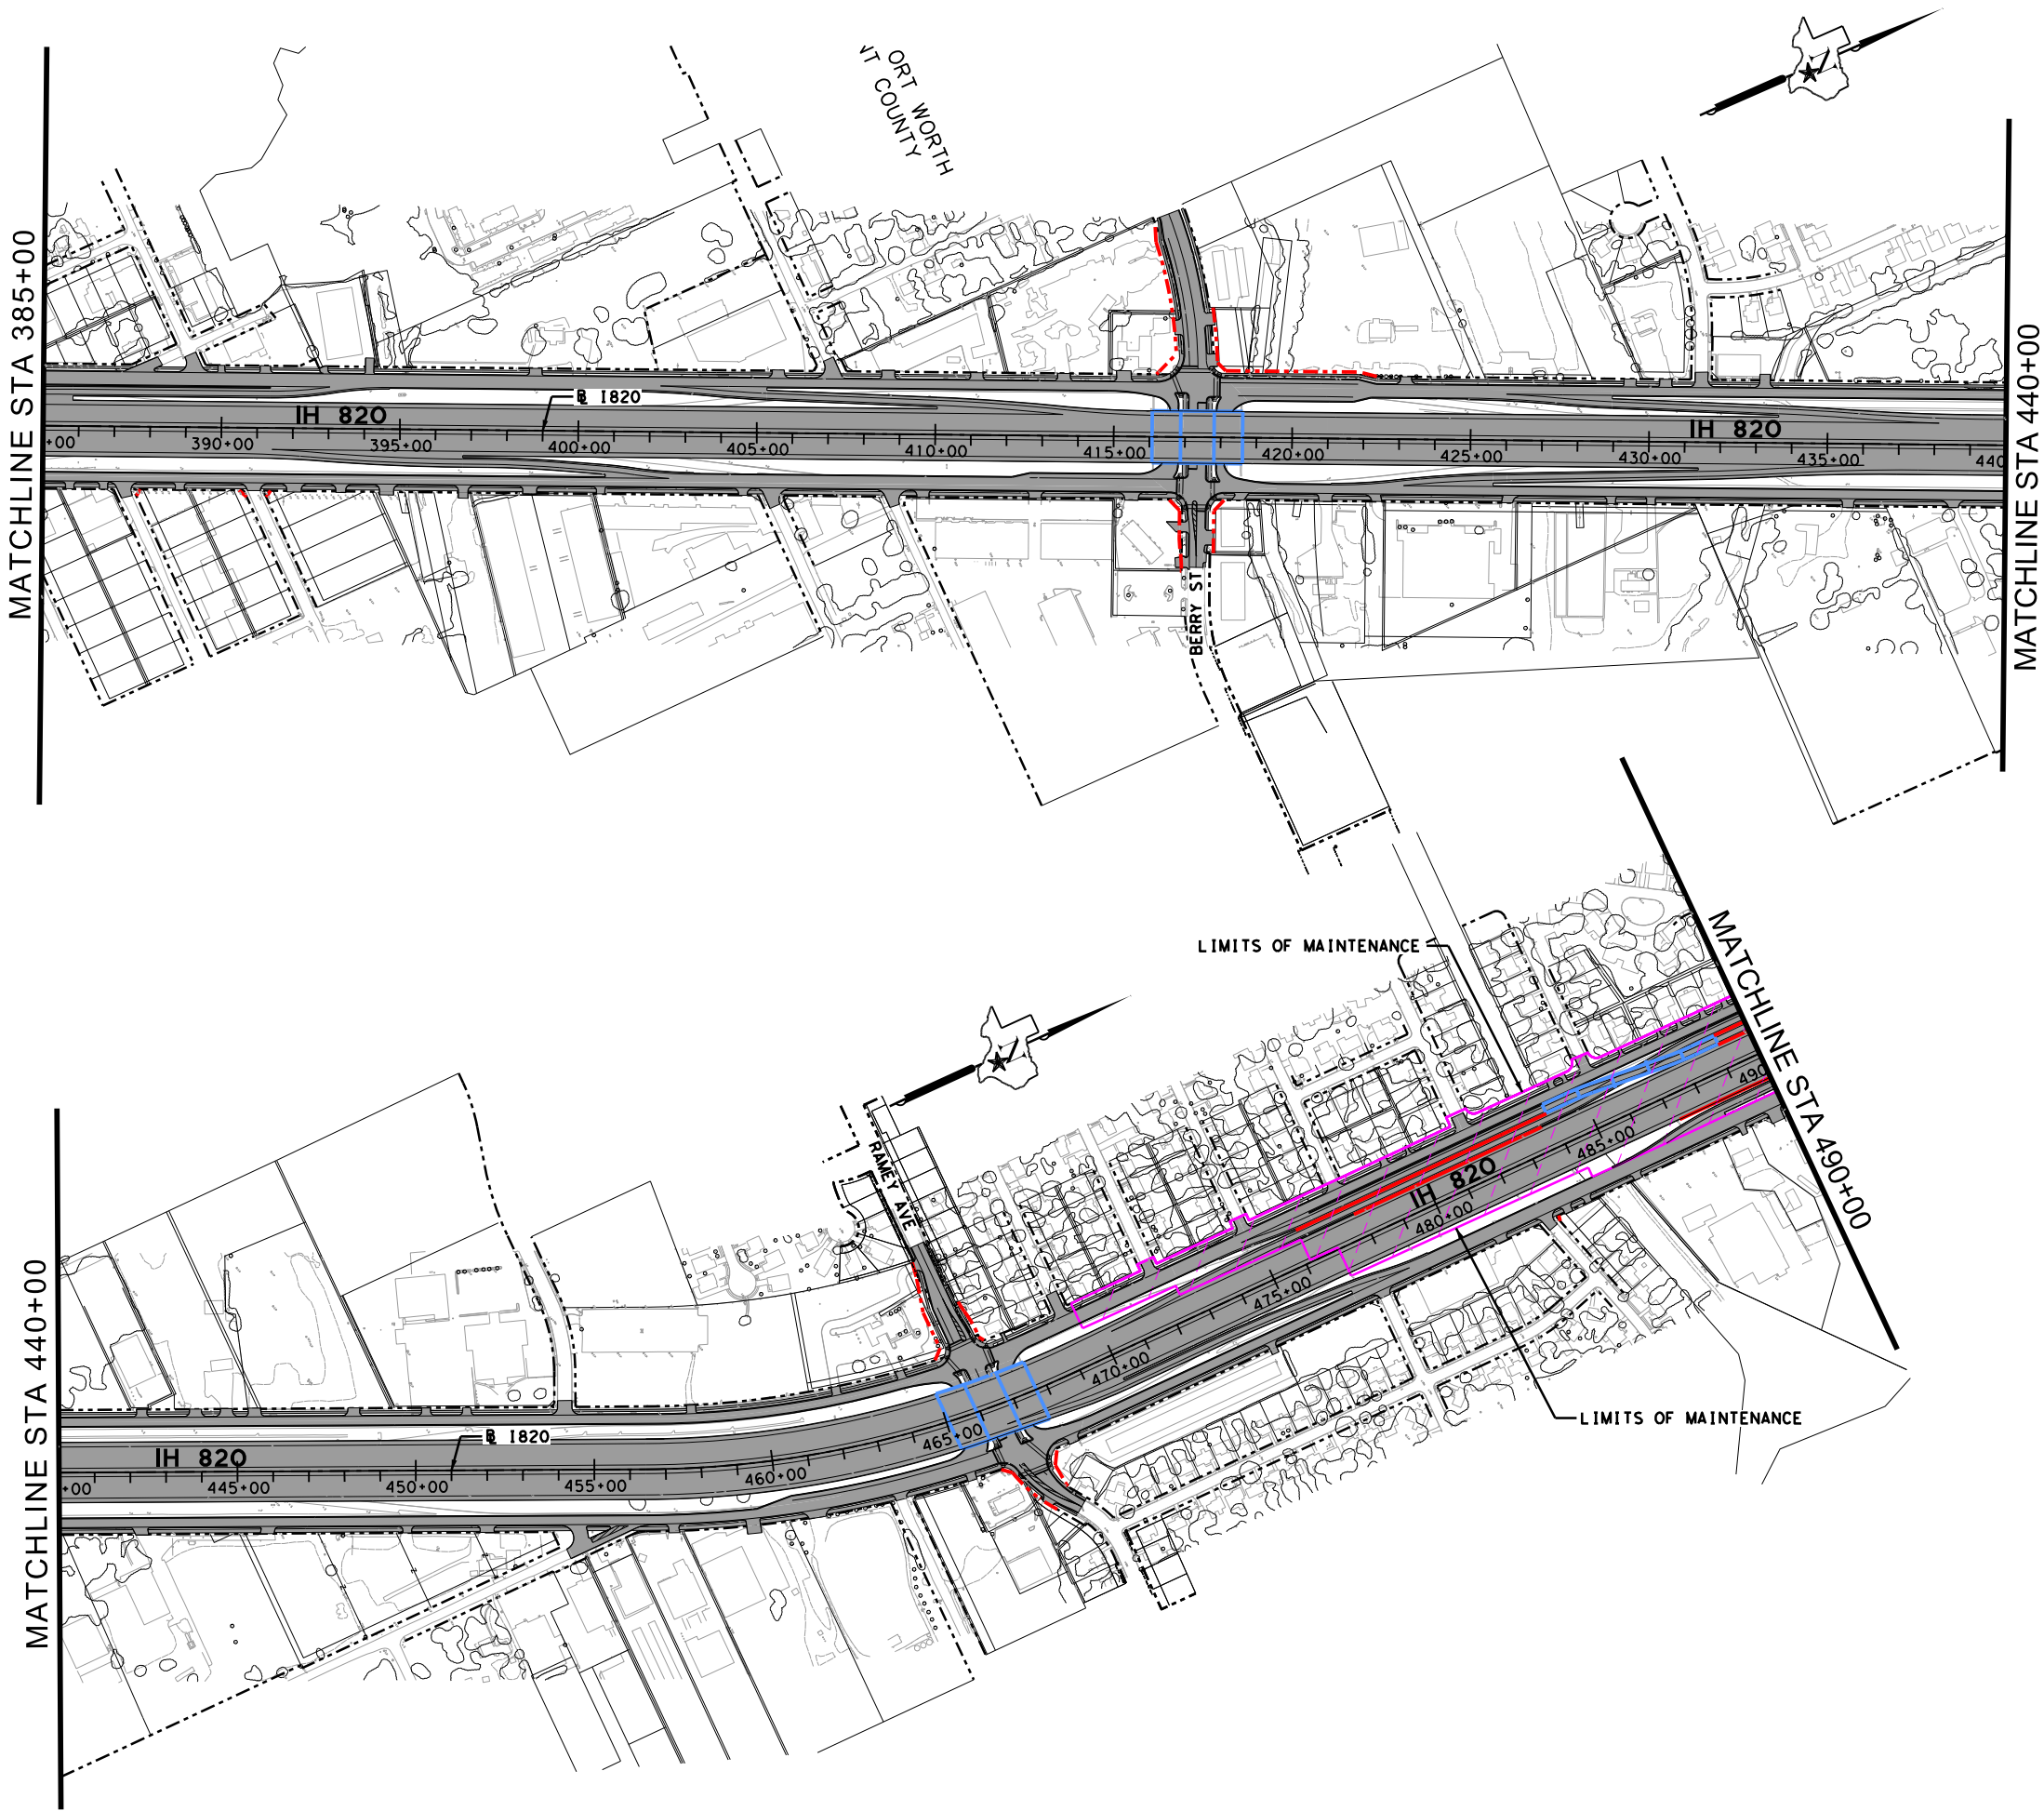 ORT WORTH
NT COUNTY
MATCHLINE STA 385+00
MATCHLINE STA 440+00
IH 820
BL I820
IH 820
+00
390+00
395+00
400+00
405+00
410+00
415+00
420+00
425+00
430+00
435+00
440
BERRY ST
LIMITS OF MAINTENANCE
MATCHLINE STA 490+00
RAMEY AVE
IH 820
LIMITS OF MAINTENANCE
MATCHLINE STA 440+00
IH 820
BL I820
+00
445+00
450+00
455+00
460+00
465+00
470+00
475+00
480+00
485+00
490